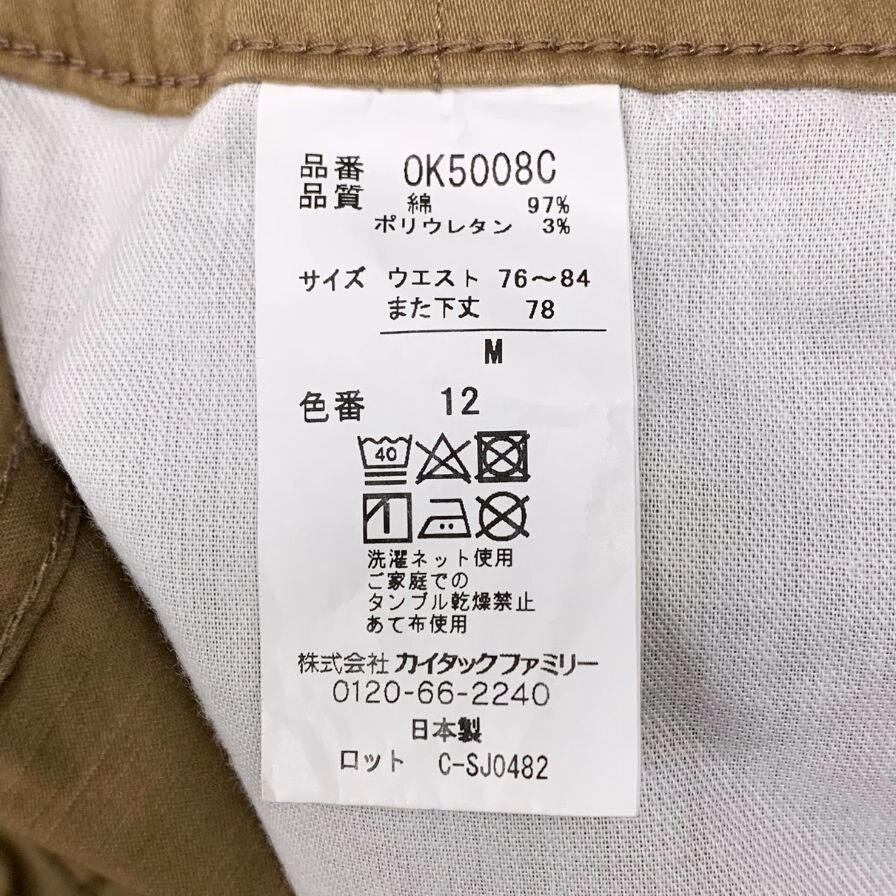 品番 OK5008C
品質 綿 97%
ポリウレタン 3%
サイズ ウエスト 76～84
また下丈 78
M
色番 12
40
洗濯ネット使用
ご家庭での
タンブル乾燥禁止
あて布使用
株式会社 カイタックファミリー
0120-66-2240
日本製
ロット C-SJ0482